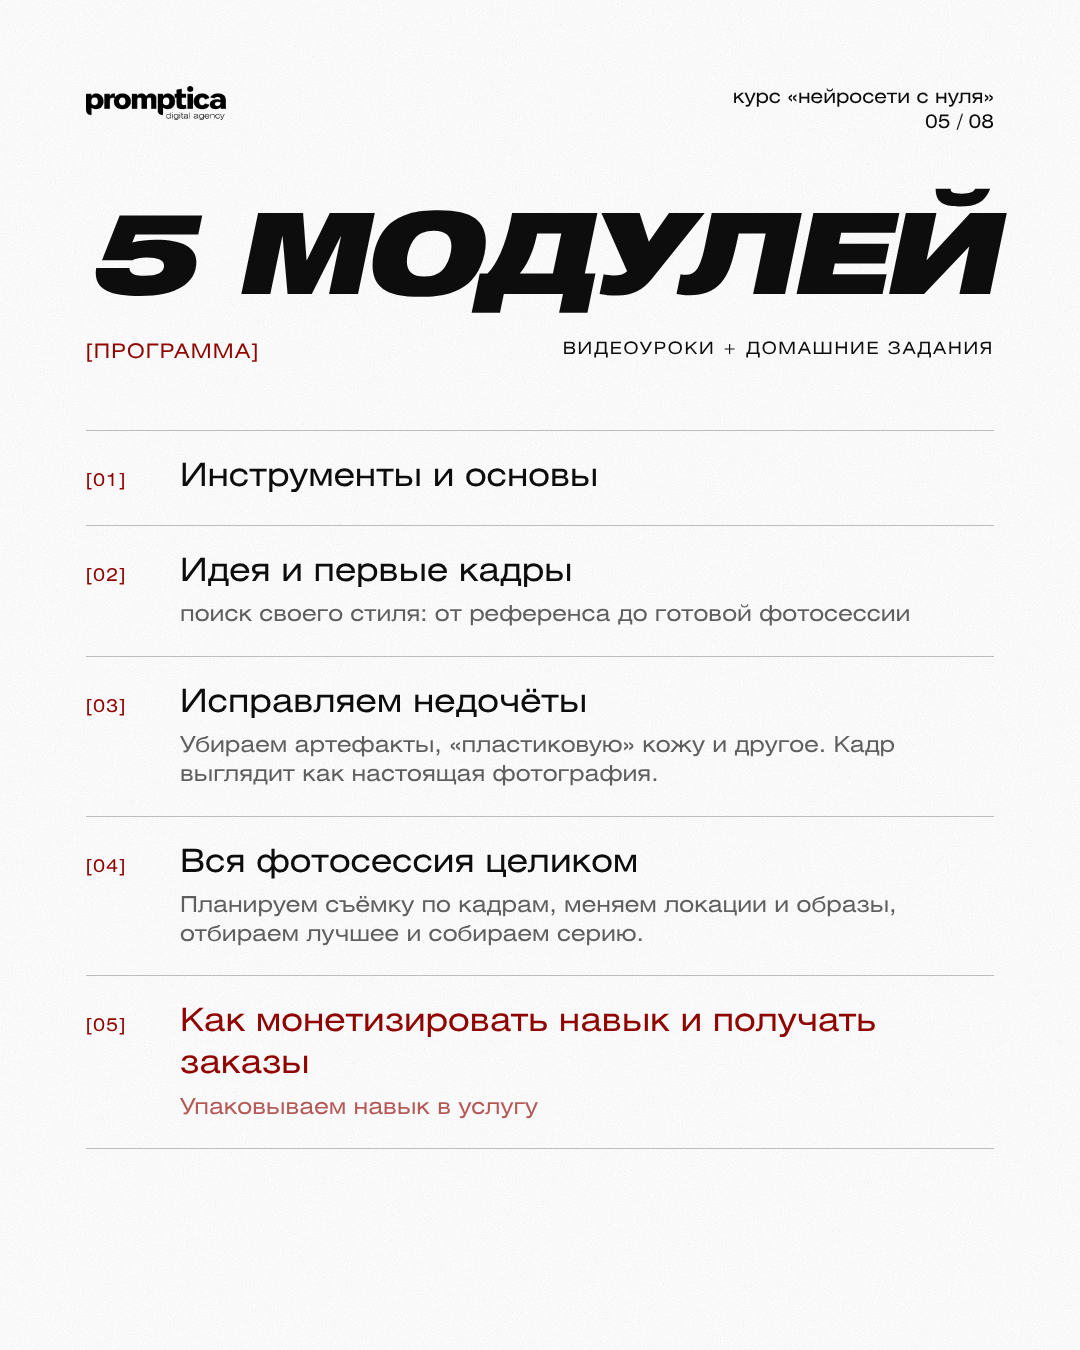 promptica
digital agency
курс «нейросети с нуля»
05 / 08
5 МОДУЛЕЙ
[ПРОГРАММА]
ВИДЕОУРОКИ + ДОМАШНИЕ ЗАДАНИЯ
[01] Инструменты и основы
[02] Идея и первые кадры
поиск своего стиля: от референса до готовой фотосессии
[03] Исправляем недочёты
Убираем артефакты, «пластиковую» кожу и другое. Кадр
выглядит как настоящая фотография.
[04] Вся фотосессия целиком
Планируем съёмку по кадрам, меняем локации и образы,
отбираем лучшее и собираем серию.
[05] Как монетизировать навык и получать
заказы
Упаковываем навык в услугу